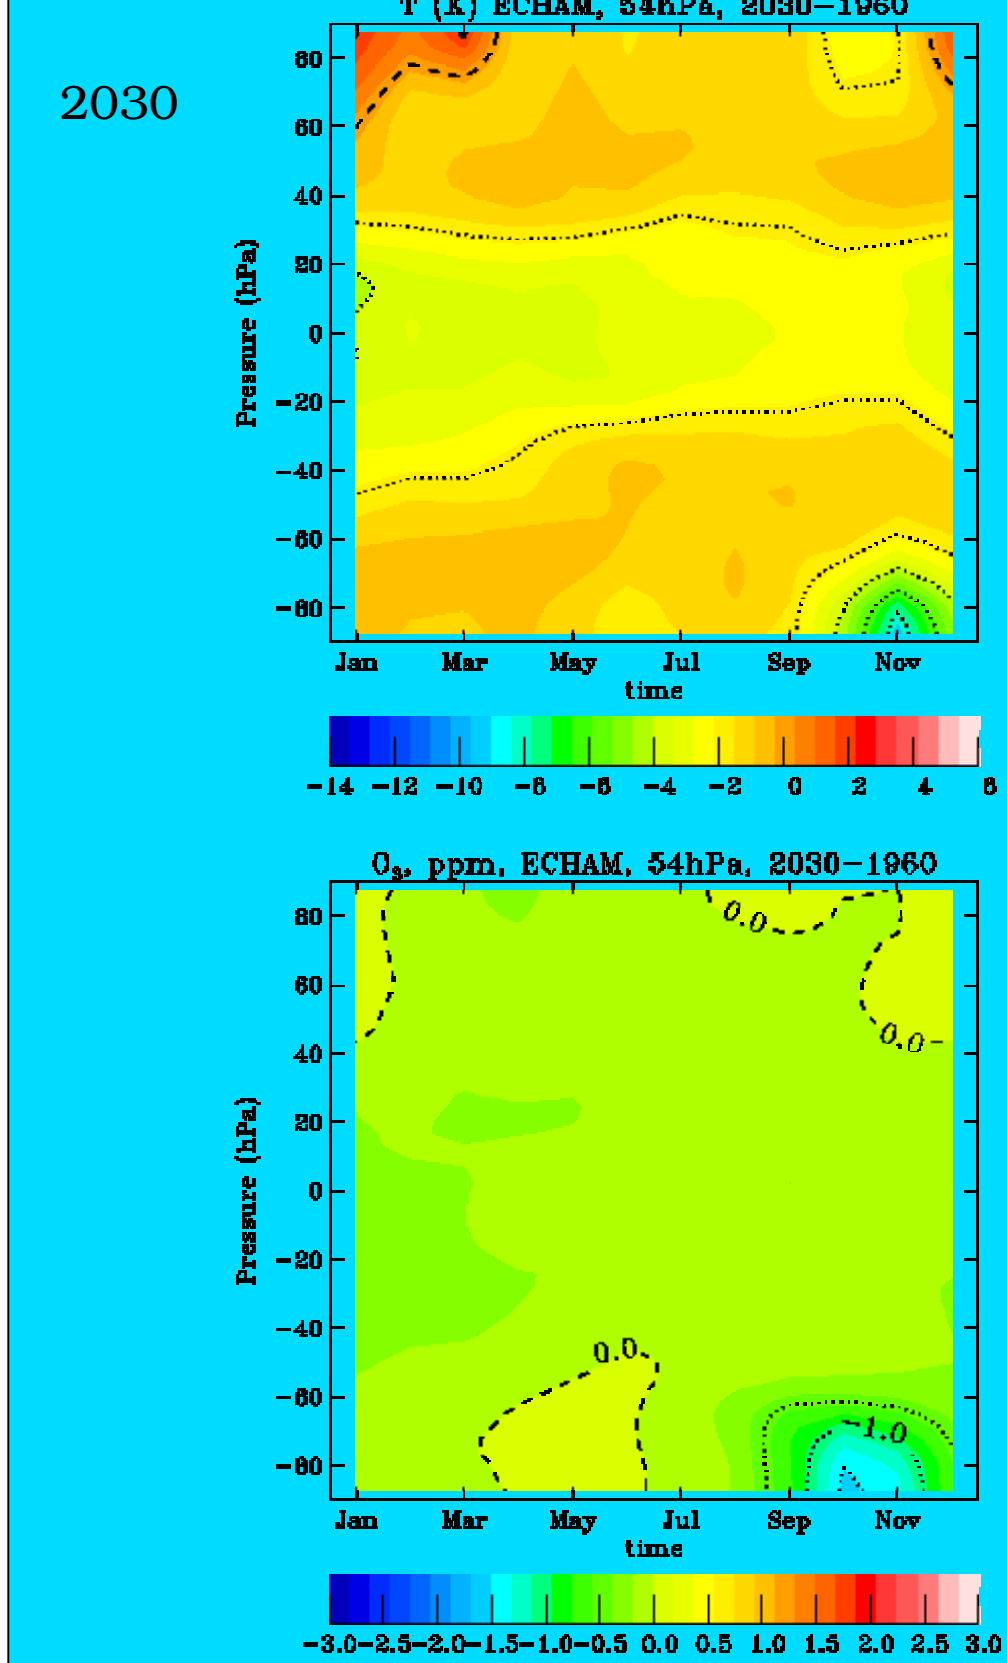 T (K) ECHAM, 54hPa, 2030-1960
2030
80
60
40
20
0
-20
-40
-60
-80
Pressure (hPa)
Jan Mar May Jul Sep Nov
time
-14 -12 -10 -8 -6 -4 -2 0 2 4 6
O₃, ppm, ECHAM, 54hPa, 2030-1960
80
60
40
20
0
-20
-40
-60
-80
Pressure (hPa)
0.0
0.0
0.0
-1.0
Jan Mar May Jul Sep Nov
time
-3.0 -2.5 -2.0 -1.5 -1.0 -0.5 0.0 0.5 1.0 1.5 2.0 2.5 3.0